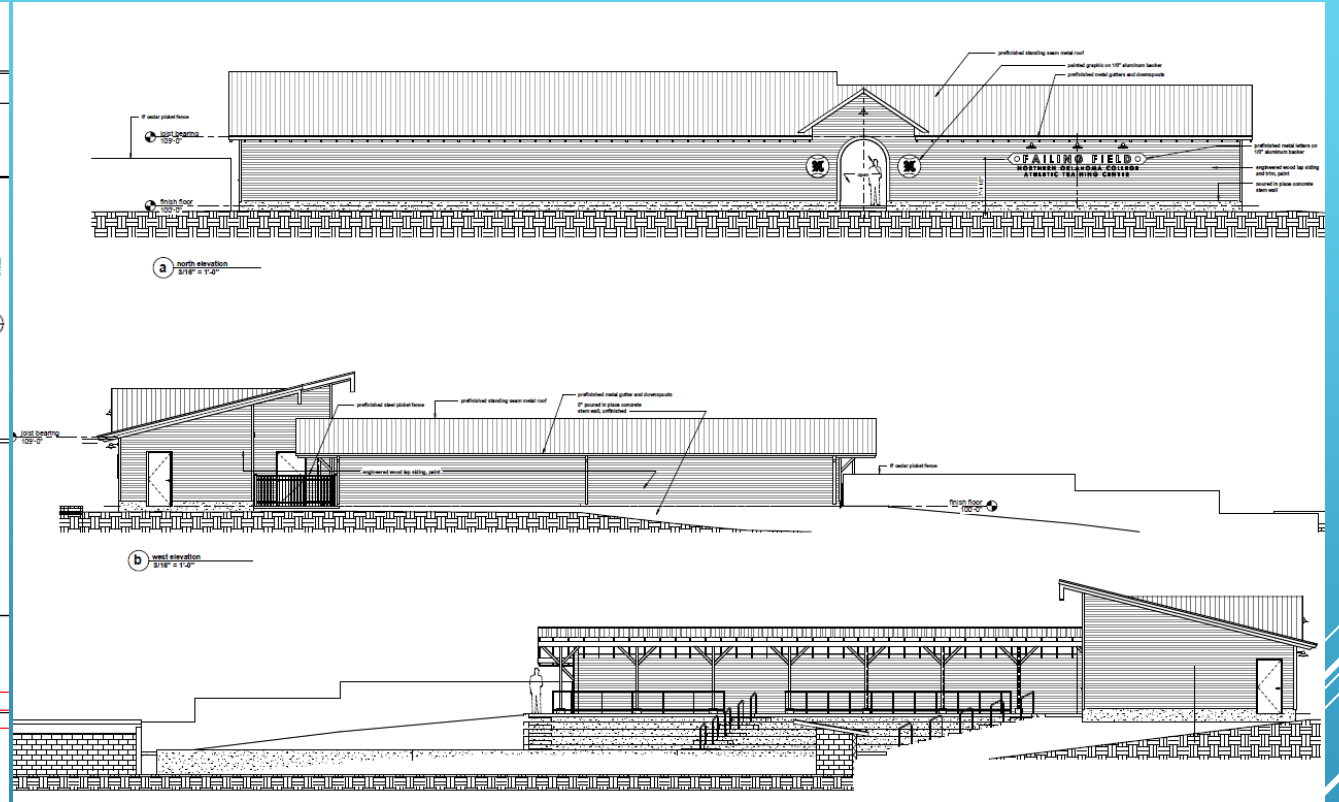 prefinished standing seam metal roof
painted graphic on 1/8" aluminum backer
prefinished metal gutters and downspouts
6' cedar picket fence
joist bearing
109'-0"
prefinished metal letters on
1/8" aluminum backer
FAILING FIELD
NORTHERN OKLAHOMA COLLEGE
ATHLETIC TRAINING CENTER
open
engineered wood lap siding
and trim, paint
poured in place concrete
stem wall
finish floor
100'-0"
a
north elevation
3/16" = 1'-0"
prefinished metal gutter and downspouts
prefinished steel picket fence
prefinished standing seam metal roof
6" poured in place concrete
stem wall, unfinished
joist bearing
109'-0"
engineered wood lap siding, paint
6' cedar picket fence
finish floor
100'-0"
b
west elevation
3/16" = 1'-0"